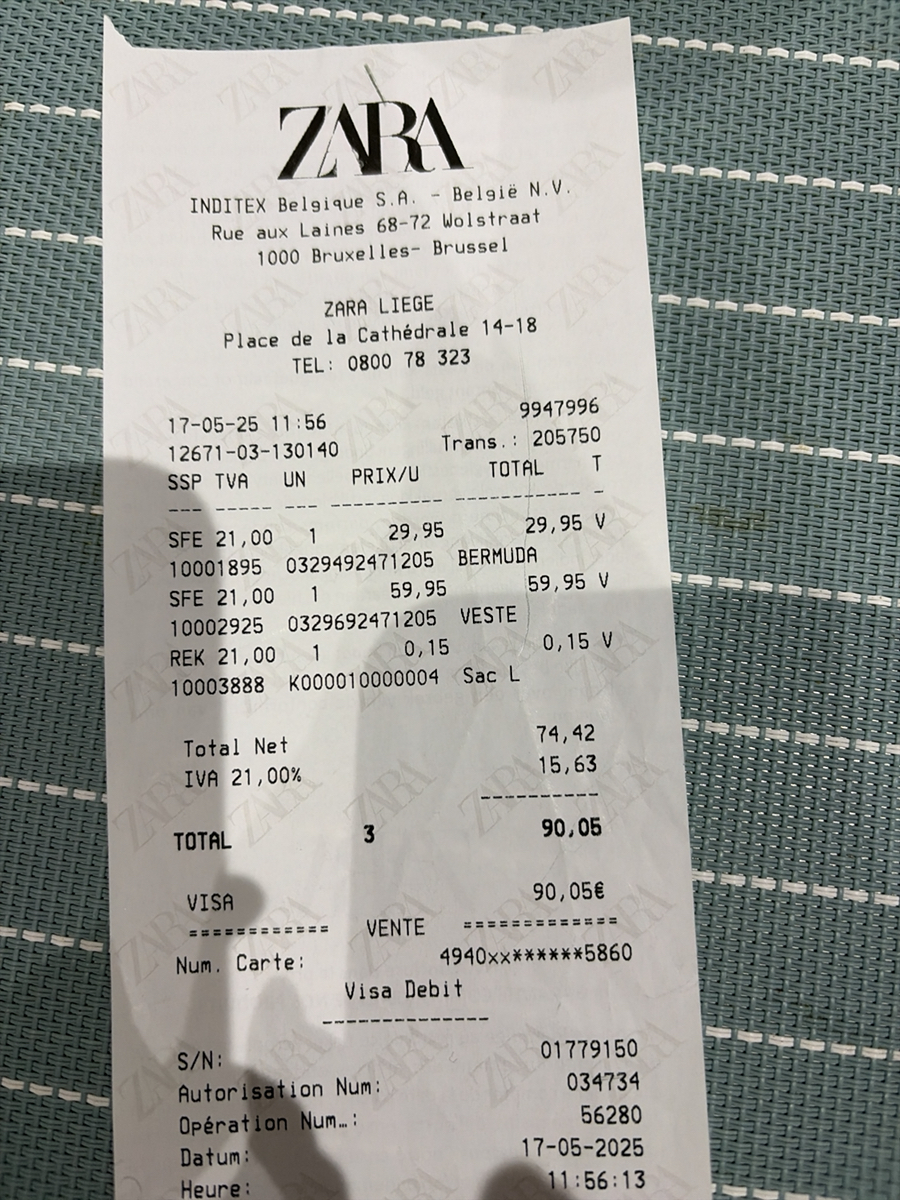 ZARA
INDITEX Belgique S.A. - België N.V.
Rue aux Laines 68-72 Wolstraat
1000 Bruxelles- Brussel
ZARA LIEGE
Place de la Cathédrale 14-18
TEL: 0800 78 323
17-05-25 11:56 9947996
12671-03-130140 Trans.: 205750
SSP TVA UN PRIX/U TOTAL T
--- ----- --- ---------- ----------- -
SFE 21,00 1 29,95 29,95 V
10001895 0329492471205 BERMUDA
SFE 21,00 1 59,95 59,95 V
10002925 0329692471205 VESTE
REK 21,00 1 0,15 0,15 V
10003888 K000010000004 Sac L
Total Net 74,42
IVA 21,00% 15,63
----------
TOTAL 3 90,05
VISA 90,05€
============ VENTE =============
Num. Carte: 4940xx******5860
Visa Debit
--------------
S/N: 01779150
Autorisation Num: 034734
Opération Num…: 56280
Datum: 17-05-2025
Heure: 11:56:13